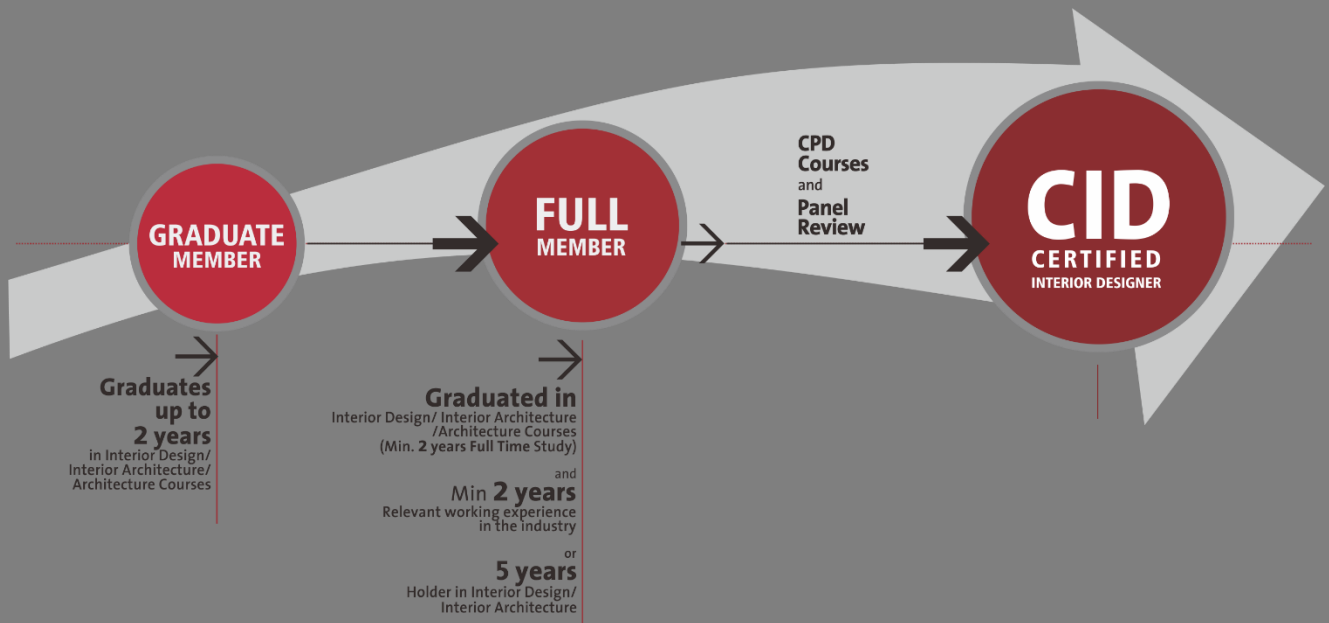 GRADUATE
MEMBER
Graduates
up to
2 years
in Interior Design/
Interior Architecture/
Architecture Courses
FULL
MEMBER
Graduated in
Interior Design/ Interior Architecture
/Architecture Courses
(Min. 2 years Full Time Study)
and
Min 2 years
Relevant working experience
in the industry
or
5 years
Holder in Interior Design/
Interior Architecture
CPD
Courses
and
Panel
Review
CID
CERTIFIED
INTERIOR DESIGNER